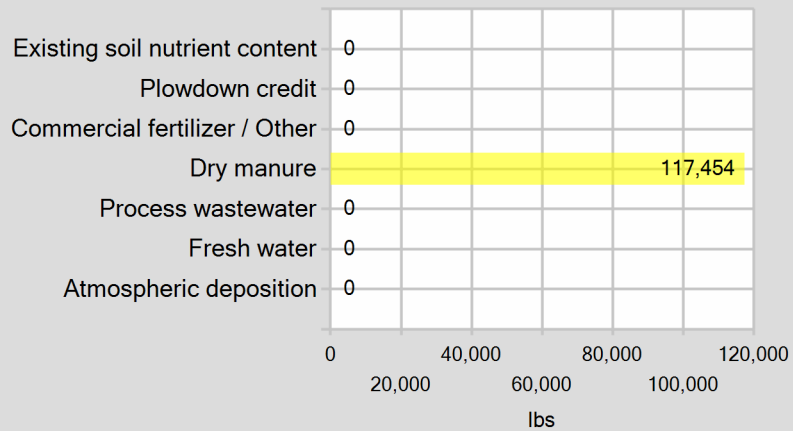 Existing soil nutrient content 0
Plowdown credit 0
Commercial fertilizer / Other 0
Dry manure 117,454
Process wastewater 0
Fresh water 0
Atmospheric deposition 0
0 40,000 80,000 120,000
20,000 60,000 100,000
lbs